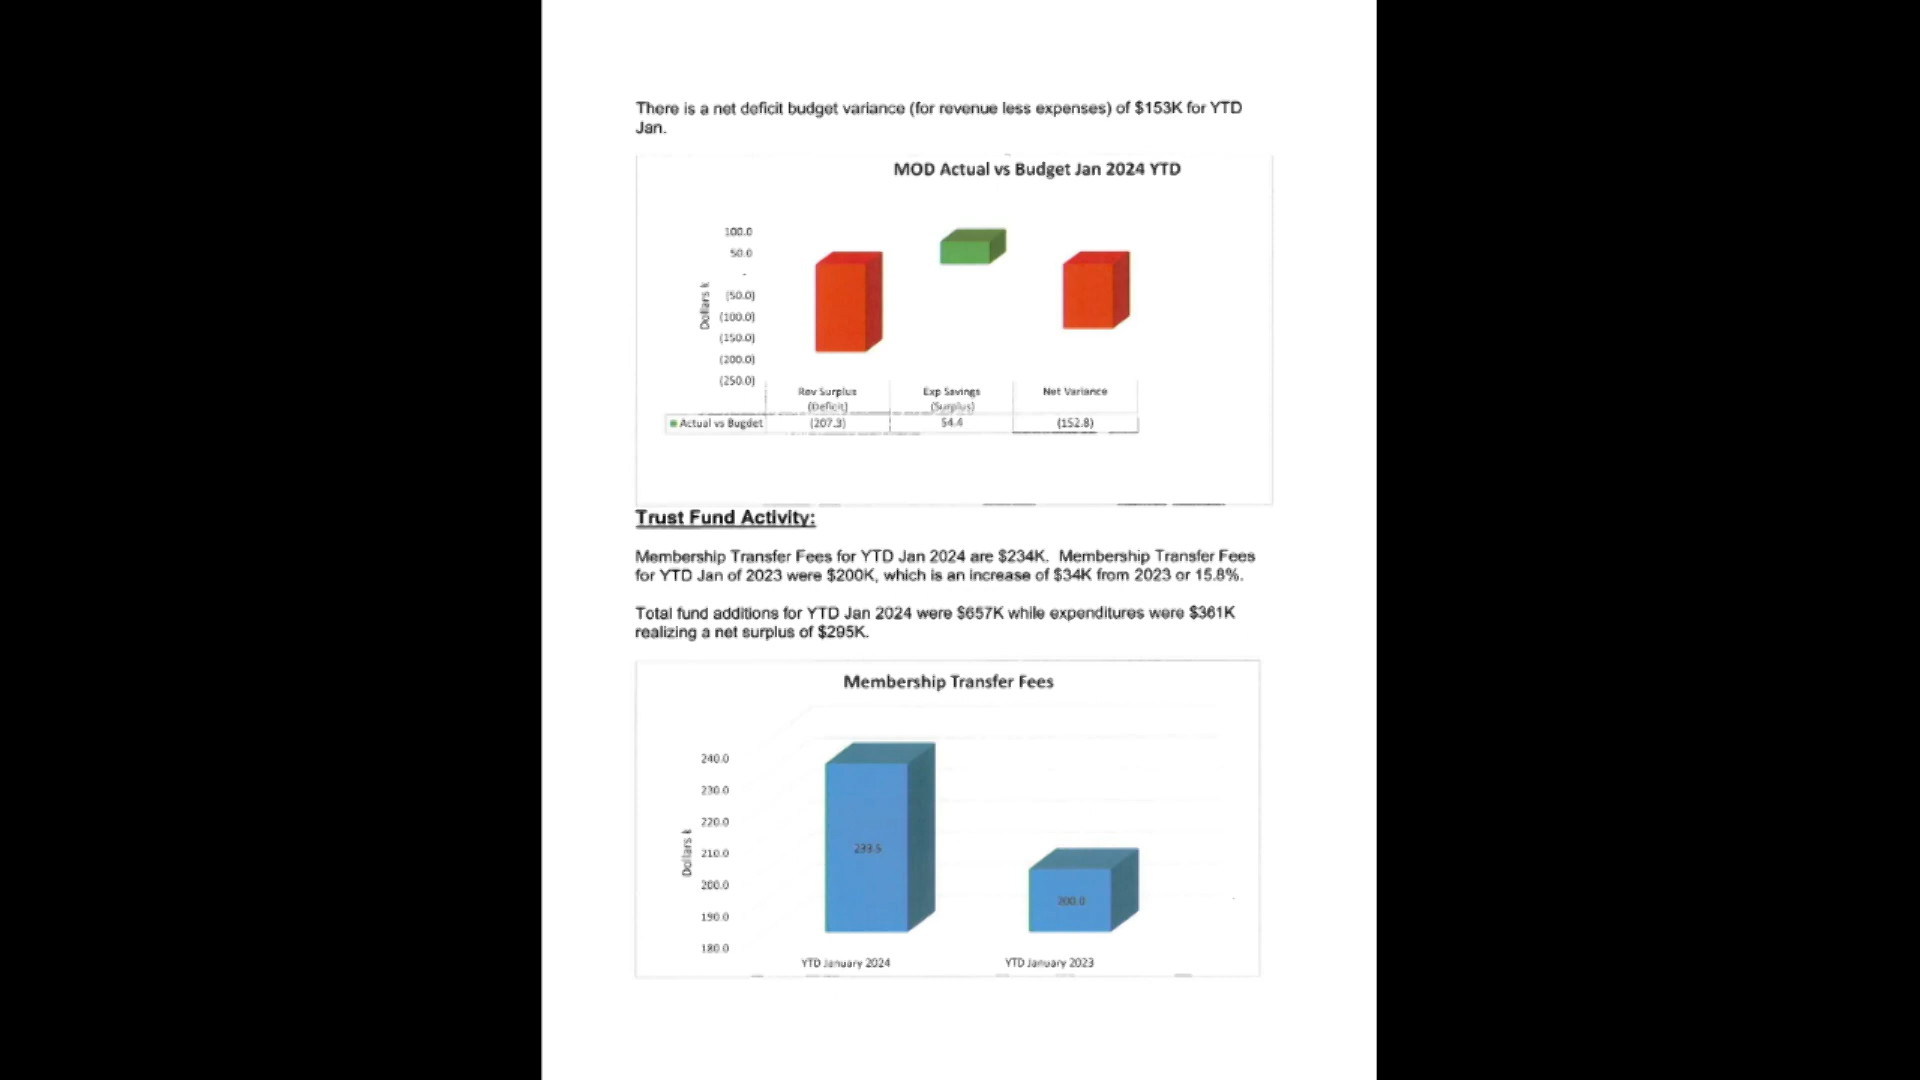 There is a net deficit budget variance (for revenue less expenses) of $153K for YTD
Jan.
MOD Actual vs Budget Jan 2024 YTD
Dollars k
100.0
50.0
-
(50.0)
(100.0)
(150.0)
(200.0)
(250.0)
Rev Surplus (Deficit)
Exp Savings (Surplus)
Net Variance
Actual vs Bugdet (207.3) 54.4 (152.8)
Trust Fund Activity:
Membership Transfer Fees for YTD Jan 2024 are $234K. Membership Transfer Fees
for YTD Jan of 2023 were $200K, which is an increase of $34K from 2023 or 15.8%.
Total fund additions for YTD Jan 2024 were $657K while expenditures were $361K
realizing a net surplus of $295K.
Membership Transfer Fees
Dollars k
240.0
230.0
220.0
210.0
200.0
190.0
180.0
233.5
200.0
YTD January 2024
YTD January 2023